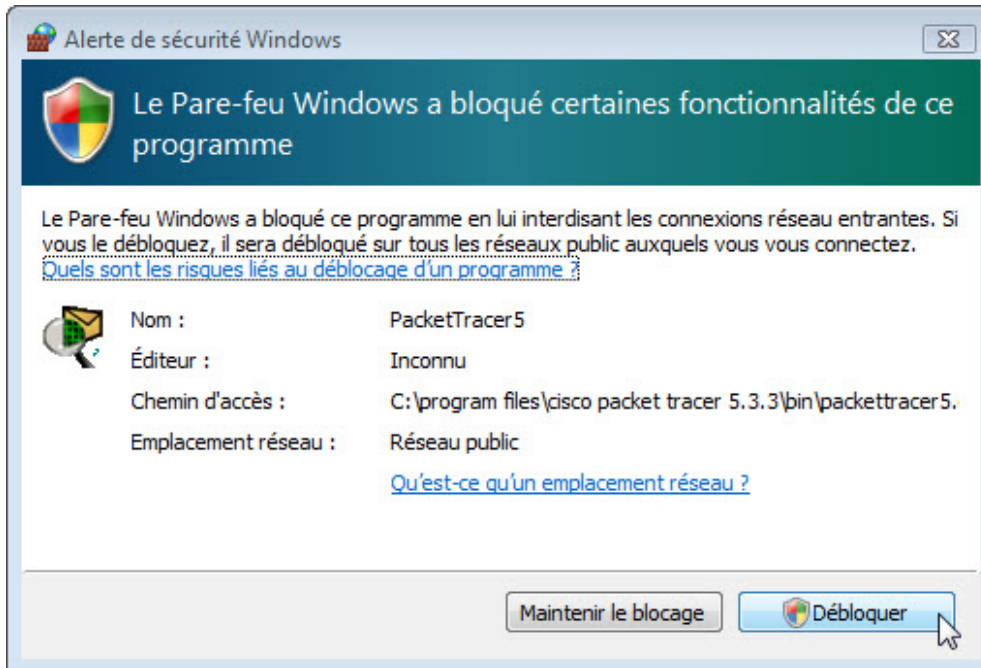 Alerte de sécurité Windows
Le Pare-feu Windows a bloqué certaines fonctionnalités de ce
programme
Le Pare-feu Windows a bloqué ce programme en lui interdisant les connexions réseau entrantes. Si
vous le débloquez, il sera débloqué sur tous les réseaux public auxquels vous vous connectez.
Quels sont les risques liés au déblocage d'un programme ?
Nom : PacketTracer5
Éditeur : Inconnu
Chemin d'accès : C:\program files\cisco packet tracer 5.3.3\bin\packettracer5.
Emplacement réseau : Réseau public
Qu'est-ce qu'un emplacement réseau ?
Maintenir le blocage Débloquer